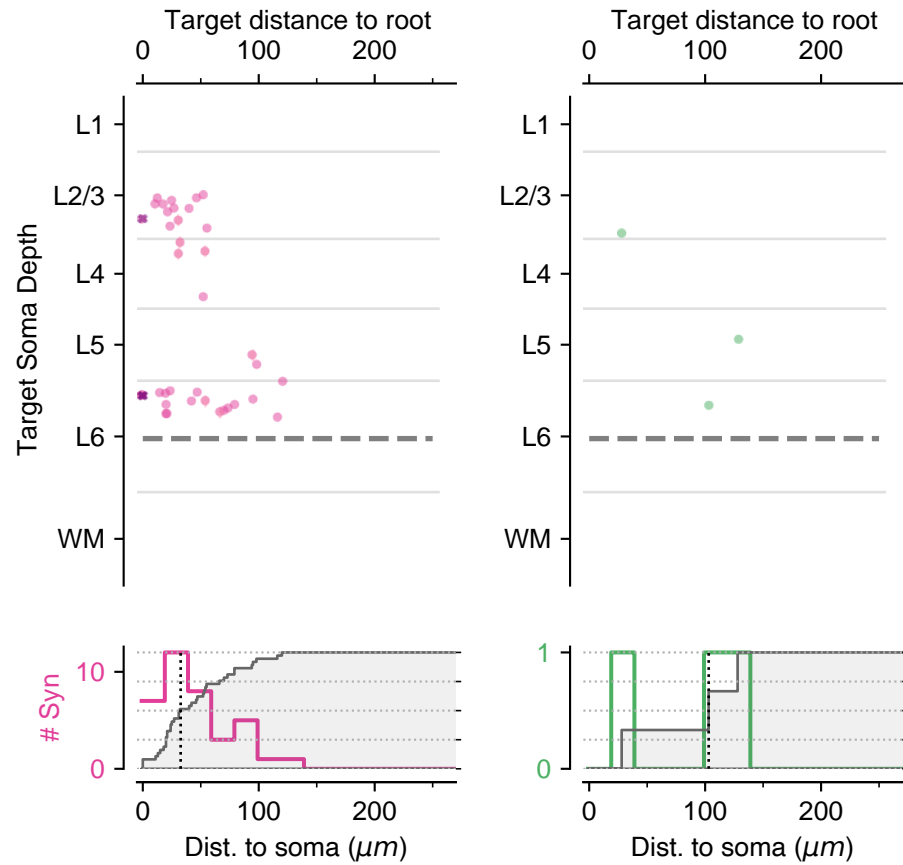 Target distance to root
Target distance to root
0 100 200
0 100 200
Target Soma Depth
L1
L2/3
L4
L5
L6
WM
L1
L2/3
L4
L5
L6
WM
# Syn
10
0
1
0
0 100 200
0 100 200
Dist. to soma (μm)
Dist. to soma (μm)